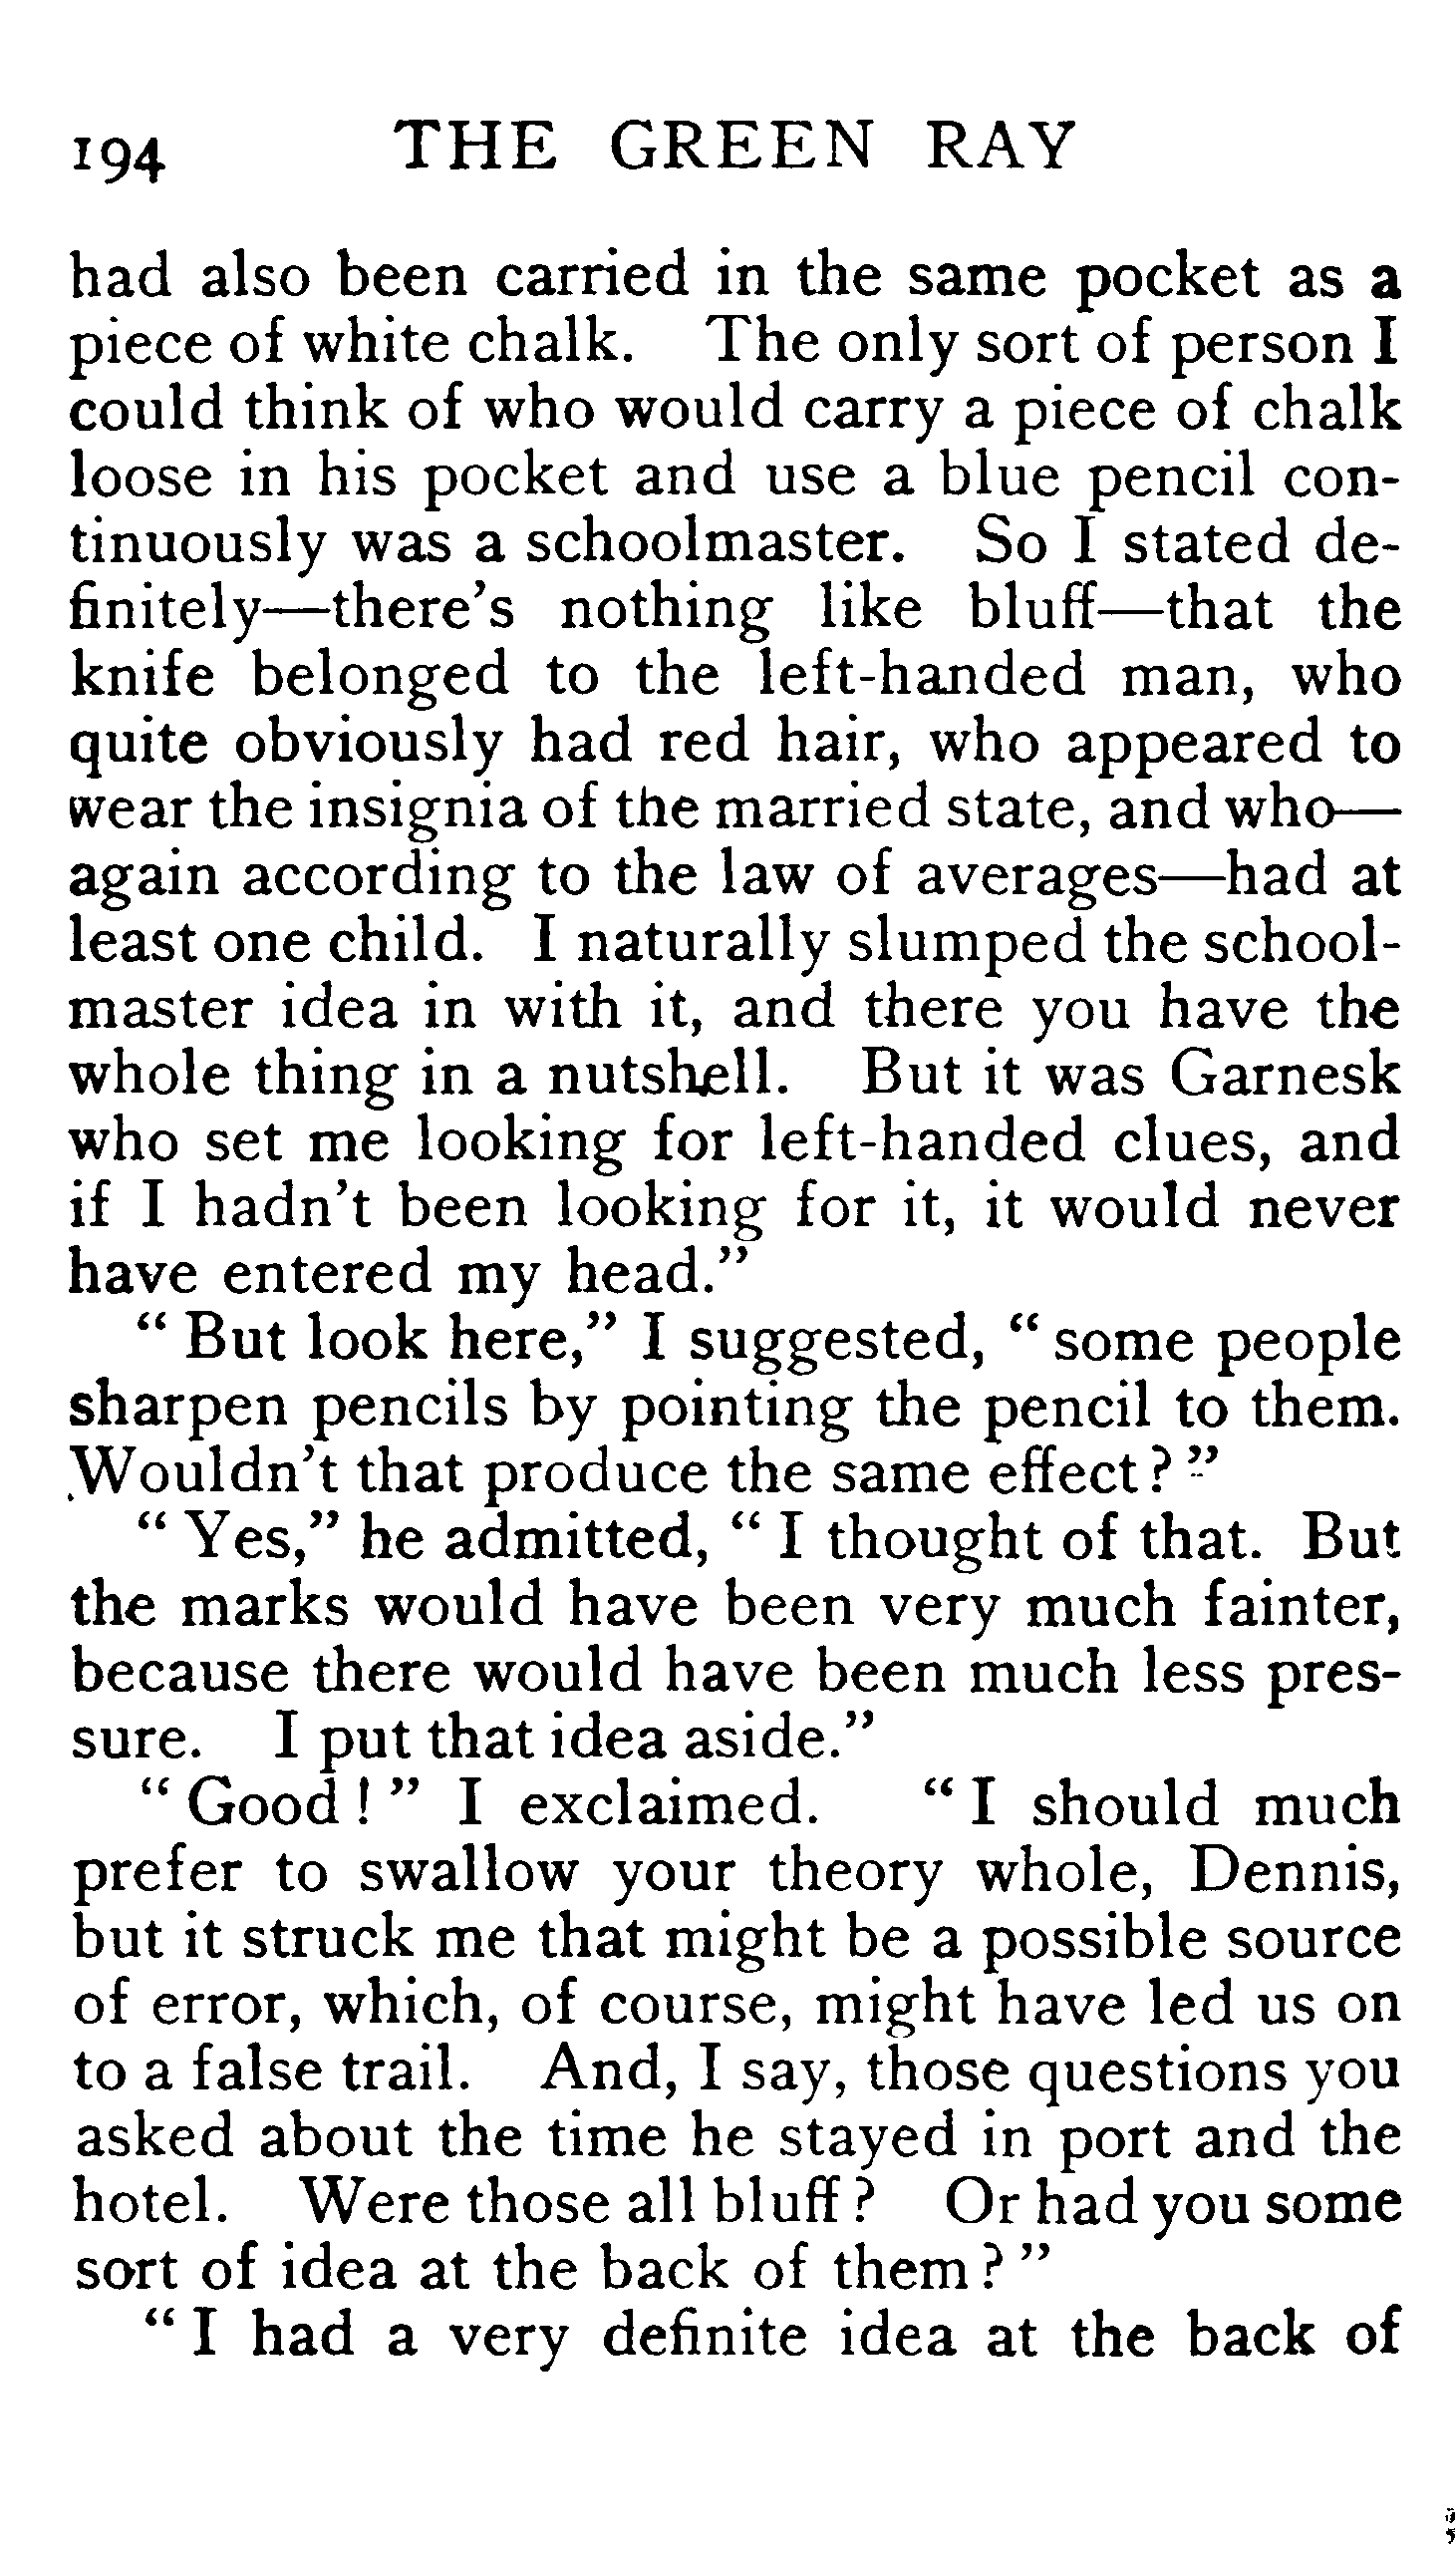 194 THE GREEN RAY
had also been carried in the same pocket as a
piece of white chalk. The only sort of person I
could think of who would carry a piece of chalk
loose in his pocket and use a blue pencil con-
tinuously was a schoolmaster. So I stated de-
finitely—there's nothing like bluff—that the
knife belonged to the left-handed man, who
quite obviously had red hair, who appeared to
wear the insignia of the married state, and who—
again according to the law of averages—had at
least one child. I naturally slumped the school-
master idea in with it, and there you have the
whole thing in a nutshell. But it was Garnesk
who set me looking for left-handed clues, and
if I hadn't been looking for it, it would never
have entered my head."
"But look here," I suggested, "some people
sharpen pencils by pointing the pencil to them.
Wouldn't that produce the same effect?"
"Yes," he admitted, "I thought of that. But
the marks would have been very much fainter,
because there would have been much less pres-
sure. I put that idea aside."
"Good!" I exclaimed. "I should much
prefer to swallow your theory whole, Dennis,
but it struck me that might be a possible source
of error, which, of course, might have led us on
to a false trail. And, I say, those questions you
asked about the time he stayed in port and the
hotel. Were those all bluff? Or had you some
sort of idea at the back of them?"
"I had a very definite idea at the back of